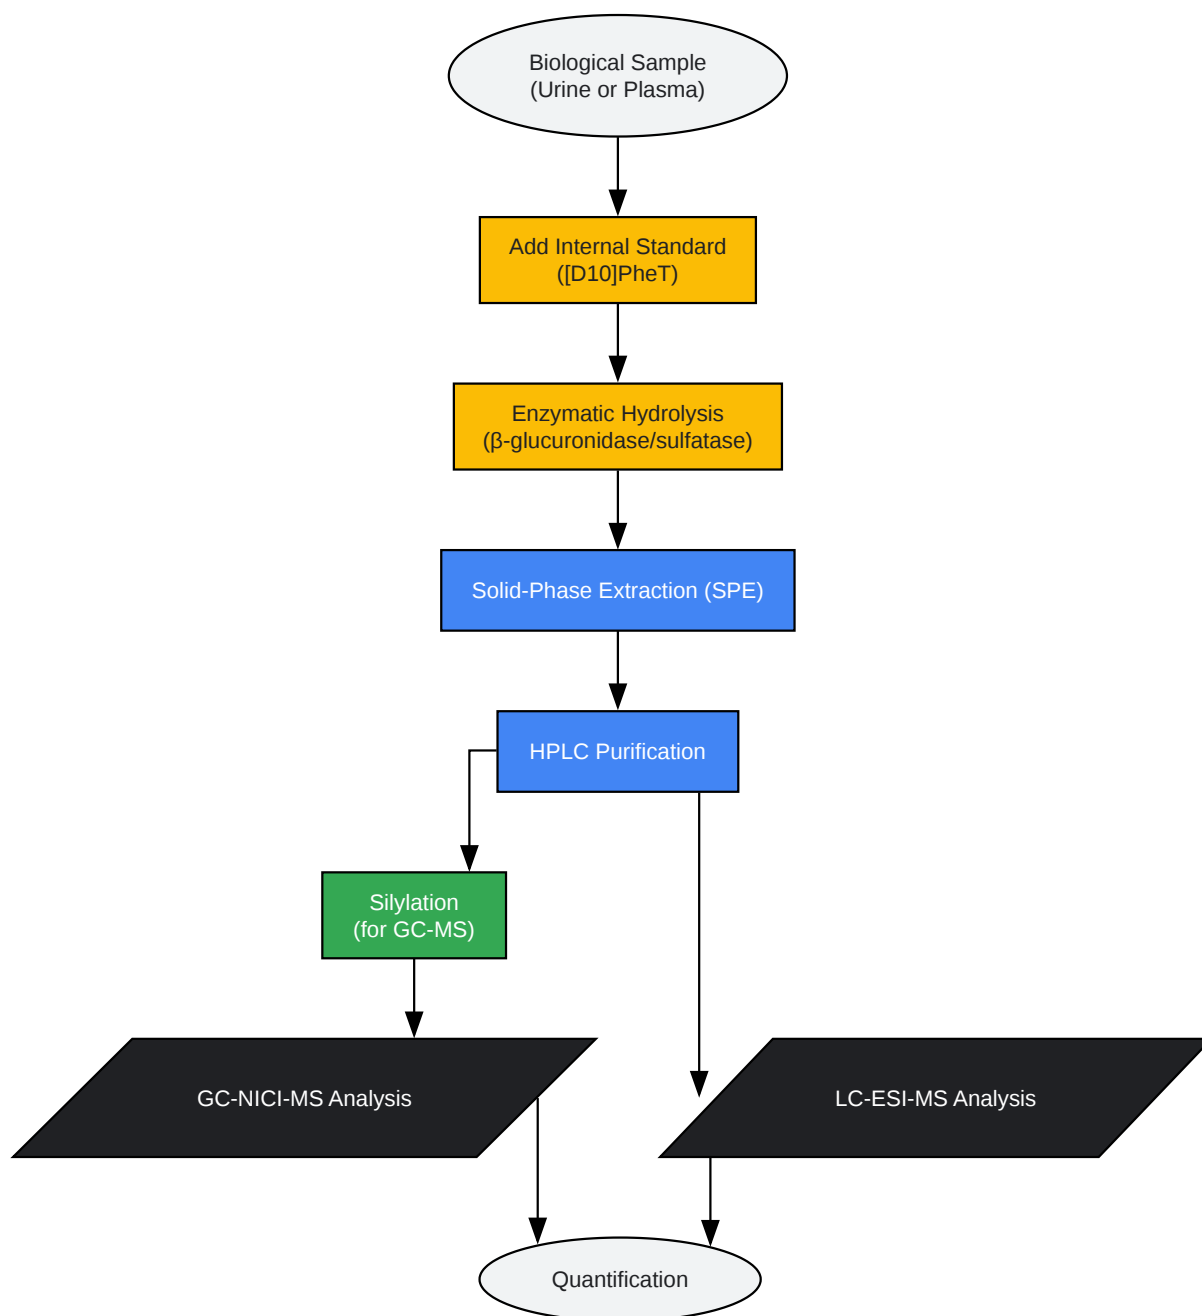 Biological Sample
(Urine or Plasma)
Add Internal Standard
([D10]PheT)
Enzymatic Hydrolysis
(β-glucuronidase/sulfatase)
Solid-Phase Extraction (SPE)
HPLC Purification
Silylation
(for GC-MS)
GC-NICI-MS Analysis
LC-ESI-MS Analysis
Quantification